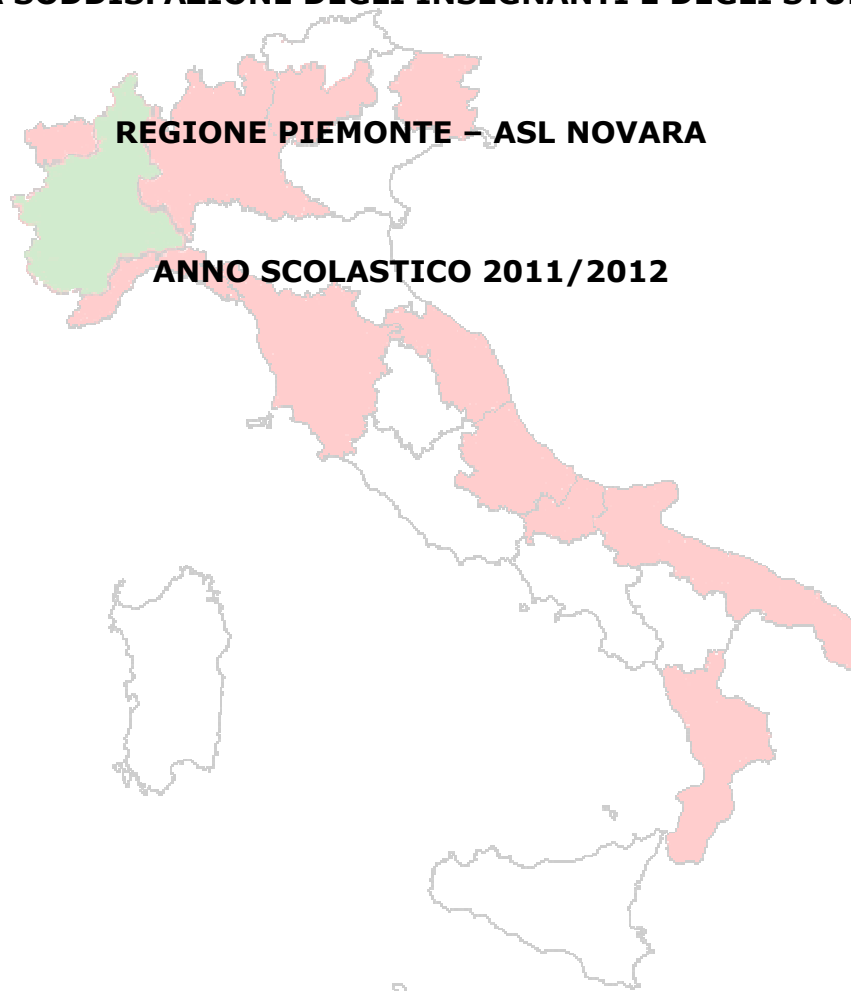 SODDISFAZIONE DEGLI INSEGNANTI E DEGLI
REGIONE PIEMONTE – ASL NOVARA
ANNO SCOLASTICO 2011/2012